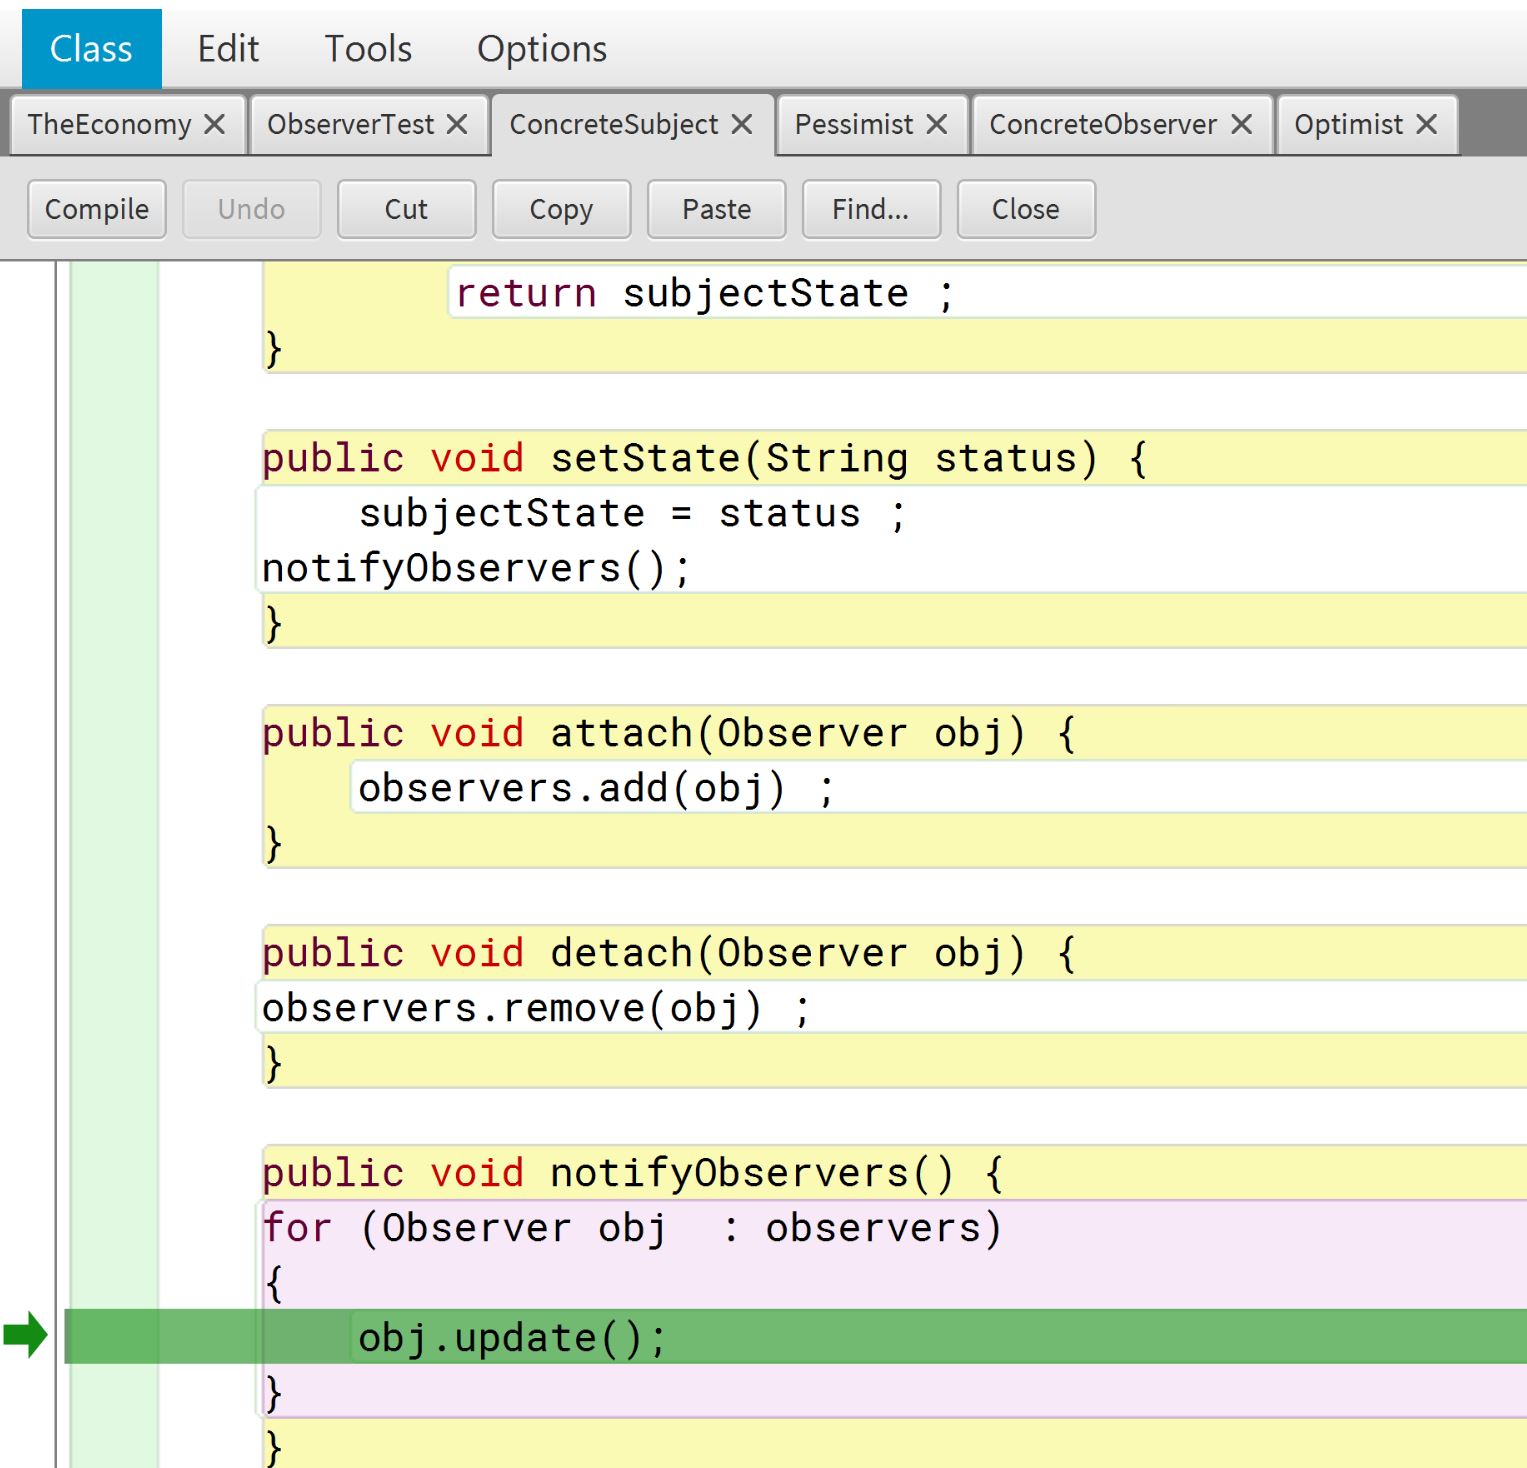 Class Edit Tools Options
TheEconomy ObserverTest ConcreteSubject Pessimist ConcreteObserver Optimist
Compile Undo Cut Copy Paste Find... Close
return subjectState ;
}
public void setState(String status) {
subjectState = status ;
notifyObservers();
}
public void attach(Observer obj) {
observers.add(obj) ;
}
public void detach(Observer obj) {
observers.remove(obj) ;
}
public void notifyObservers() {
for (Observer obj  : observers)
{
obj.update();
}
}